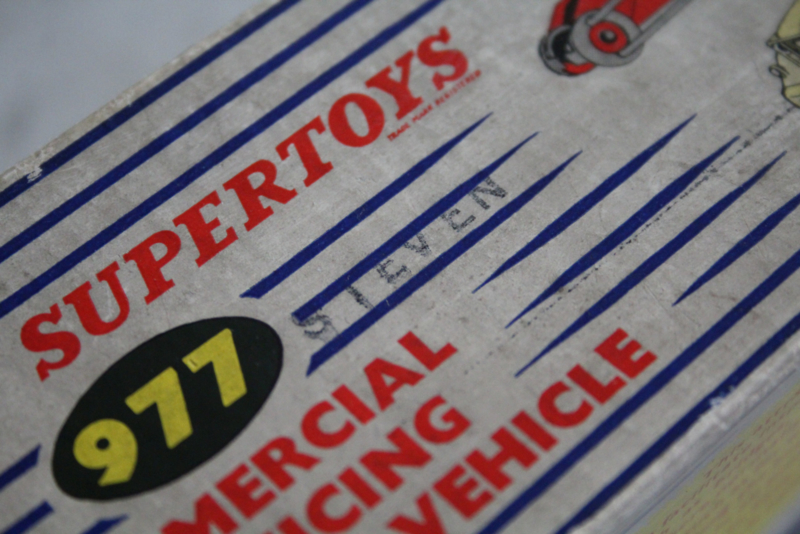 SUPERTOYS
TRADE MARK REGISTERED
STEVEN
977
MERCIAL
ICING
VEHICLE